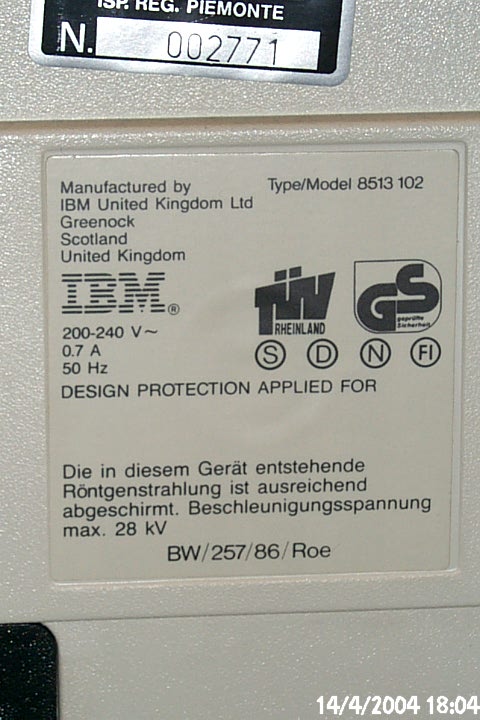 ISP. REG. PIEMONTE
N. 002771
Manufactured by
IBM United Kingdom Ltd
Greenock
Scotland
United Kingdom
Type/Model 8513 102
IBM®
200-240 V ~
0.7 A
50 Hz
TÜV
RHEINLAND
GS
geprüfte
Sicherheit
S D N FI
DESIGN PROTECTION APPLIED FOR
Die in diesem Gerät entstehende
Röntgenstrahlung ist ausreichend
abgeschirmt. Beschleunigungsspannung
max. 28 kV
BW/257/86/Roe
14/4/2004 18:04